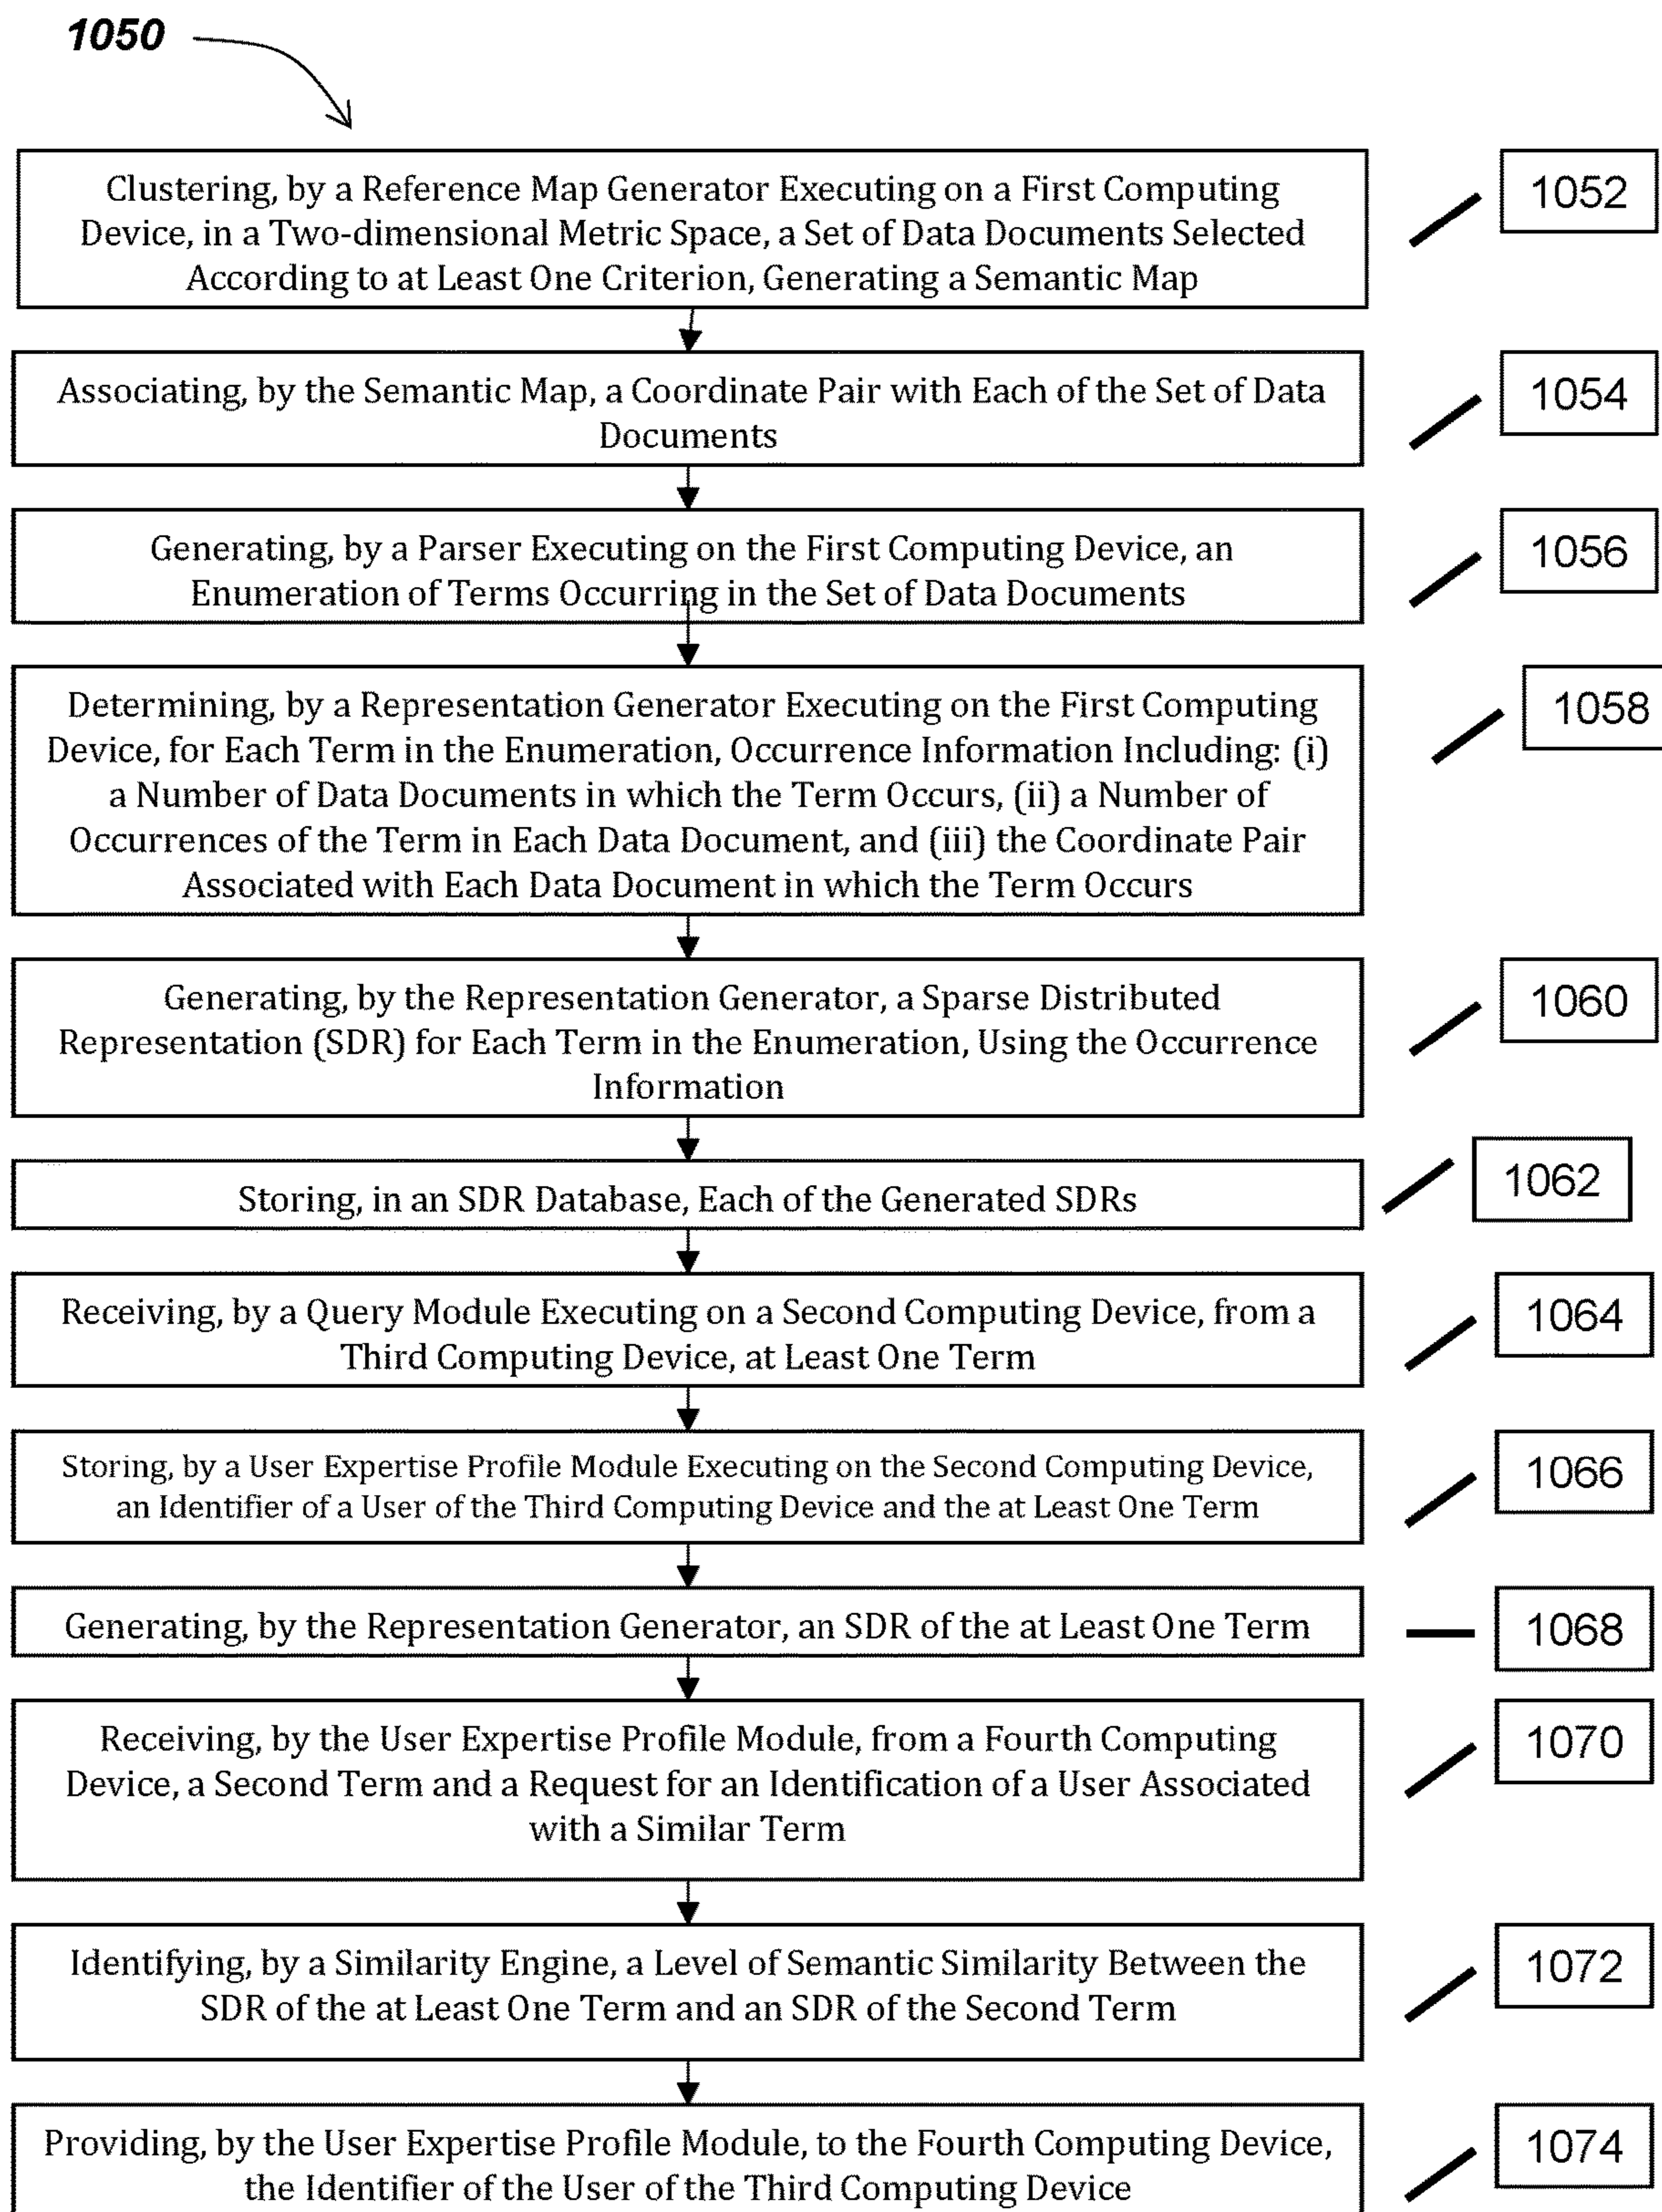 1050
Clustering, by a Reference Map Generator Executing on a First Computing
Device, in a Two-dimensional Metric Space, a Set of Data Documents Selected
According to at Least One Criterion, Generating a Semantic Map
1052
Associating, by the Semantic Map, a Coordinate Pair with Each of the Set of Data
Documents
1054
Generating, by a Parser Executing on the First Computing Device, an
Enumeration of Terms Occurring in the Set of Data Documents
1056
Determining, by a Representation Generator Executing on the First Computing
Device, for Each Term in the Enumeration, Occurrence Information Including: (i)
a Number of Data Documents in which the Term Occurs, (ii) a Number of
Occurrences of the Term in Each Data Document, and (iii) the Coordinate Pair
Associated with Each Data Document in which the Term Occurs
1058
Generating, by the Representation Generator, a Sparse Distributed
Representation (SDR) for Each Term in the Enumeration, Using the Occurrence
Information
1060
Storing, in an SDR Database, Each of the Generated SDRs
1062
Receiving, by a Query Module Executing on a Second Computing Device, from a
Third Computing Device, at Least One Term
1064
Storing, by a User Expertise Profile Module Executing on the Second Computing Device,
an Identifier of a User of the Third Computing Device and the at Least One Term
1066
Generating, by the Representation Generator, an SDR of the at Least One Term
1068
Receiving, by the User Expertise Profile Module, from a Fourth Computing
Device, a Second Term and a Request for an Identification of a User Associated
with a Similar Term
1070
Identifying, by a Similarity Engine, a Level of Semantic Similarity Between the
SDR of the at Least One Term and an SDR of the Second Term
1072
Providing, by the User Expertise Profile Module, to the Fourth Computing Device,
the Identifier of the User of the Third Computing Device
1074